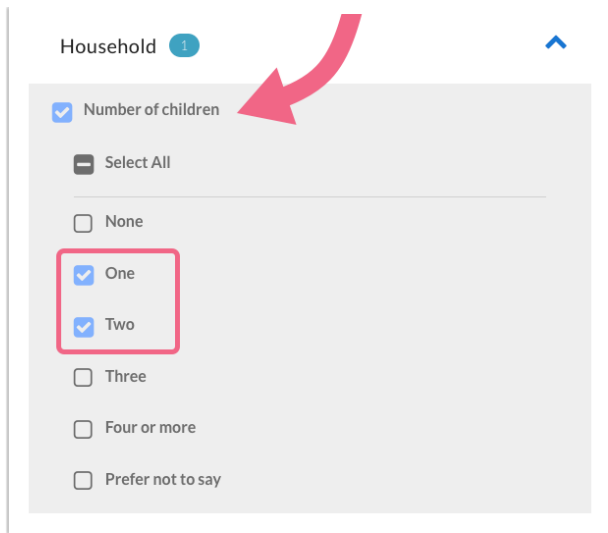 Household 1
Number of children
Select All
None
One
Two
Three
Four or more
Prefer not to say